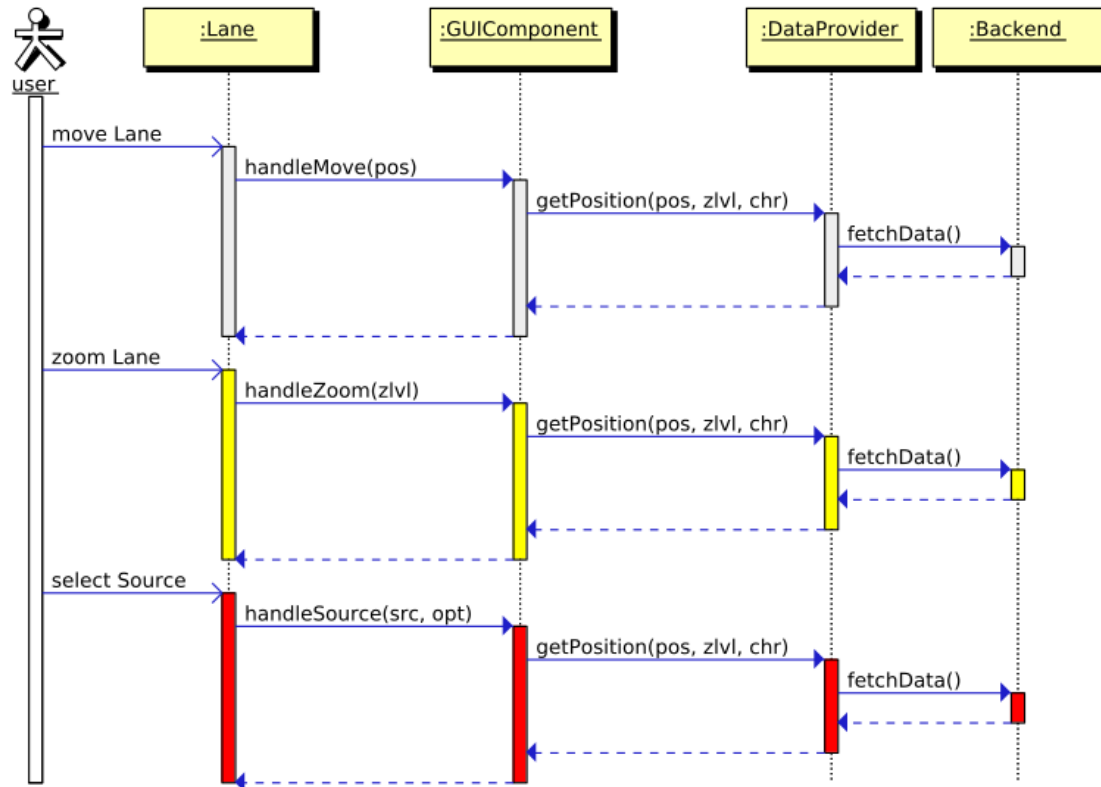 :Lane
:GUIComponent
:DataProvider
:Backend
user
move Lane
handleMove(pos)
getPosition(pos, zlvl, chr)
fetchData()
zoom Lane
handleZoom(zlvl)
getPosition(pos, zlvl, chr)
fetchData()
select Source
handleSource(src, opt)
getPosition(pos, zlvl, chr)
fetchData()